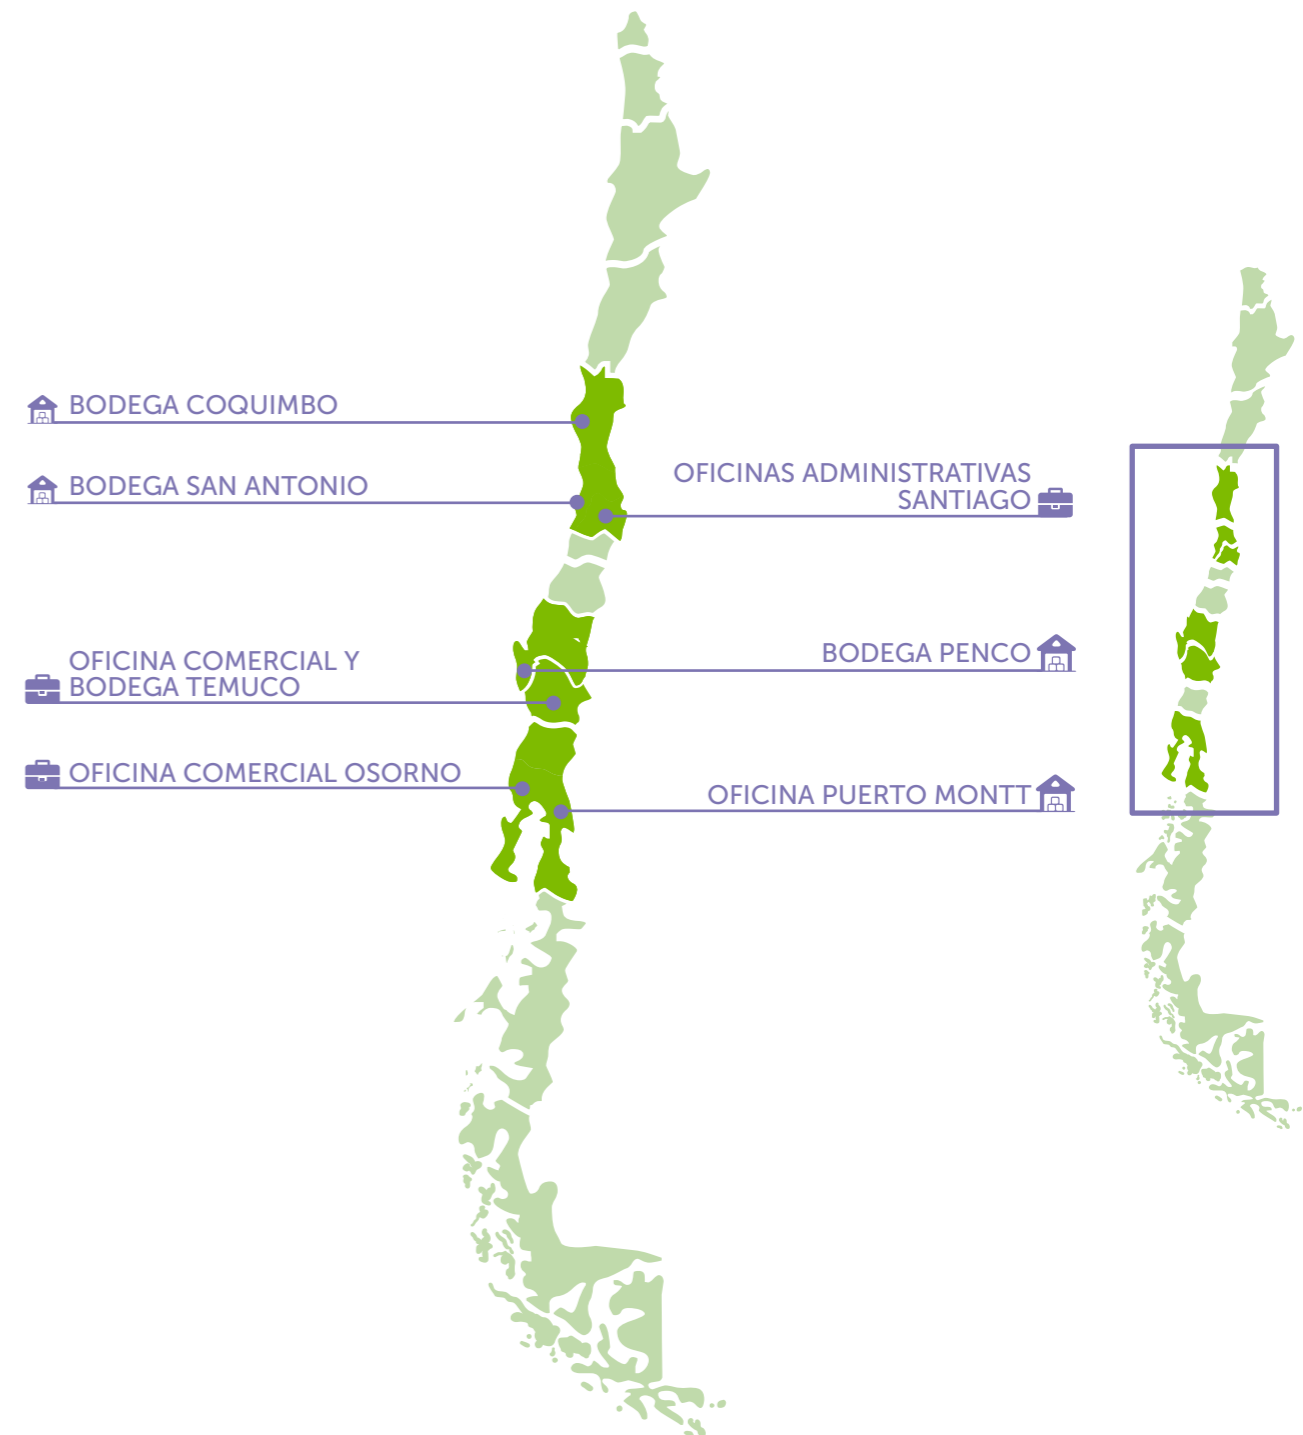 BODEGA COQUIMBO
BODEGA SAN ANTONIO
OFICINAS ADMINISTRATIVAS
SANTIAGO
OFICINA COMERCIAL Y
BODEGA TEMUCO
BODEGA PENCO
OFICINA COMERCIAL OSORNO
OFICINA PUERTO MONTT